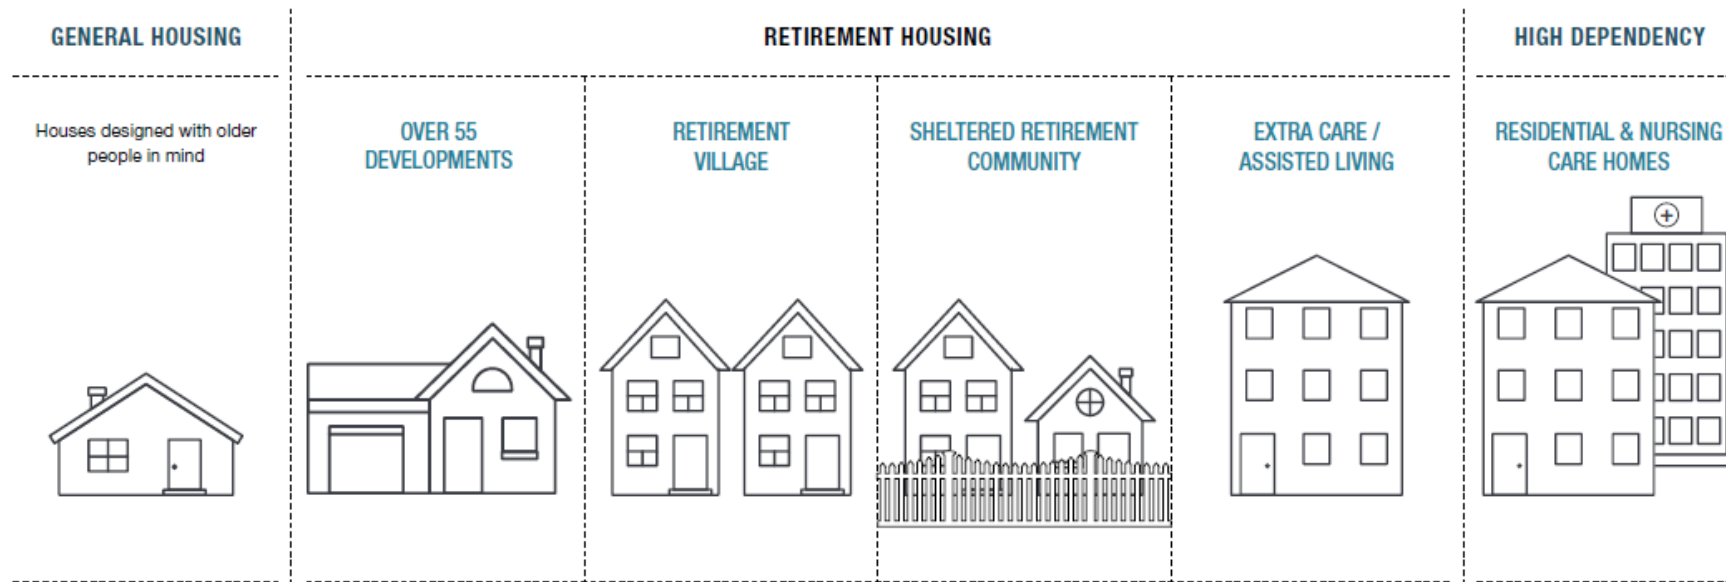 GENERAL HOUSING
RETIREMENT HOUSING
HIGH DEPENDENCY
Houses designed with older
people in mind
OVER 55
DEVELOPMENTS
RETIREMENT
VILLAGE
SHELTERED RETIREMENT
COMMUNITY
EXTRA CARE /
ASSISTED LIVING
RESIDENTIAL & NURSING
CARE HOMES